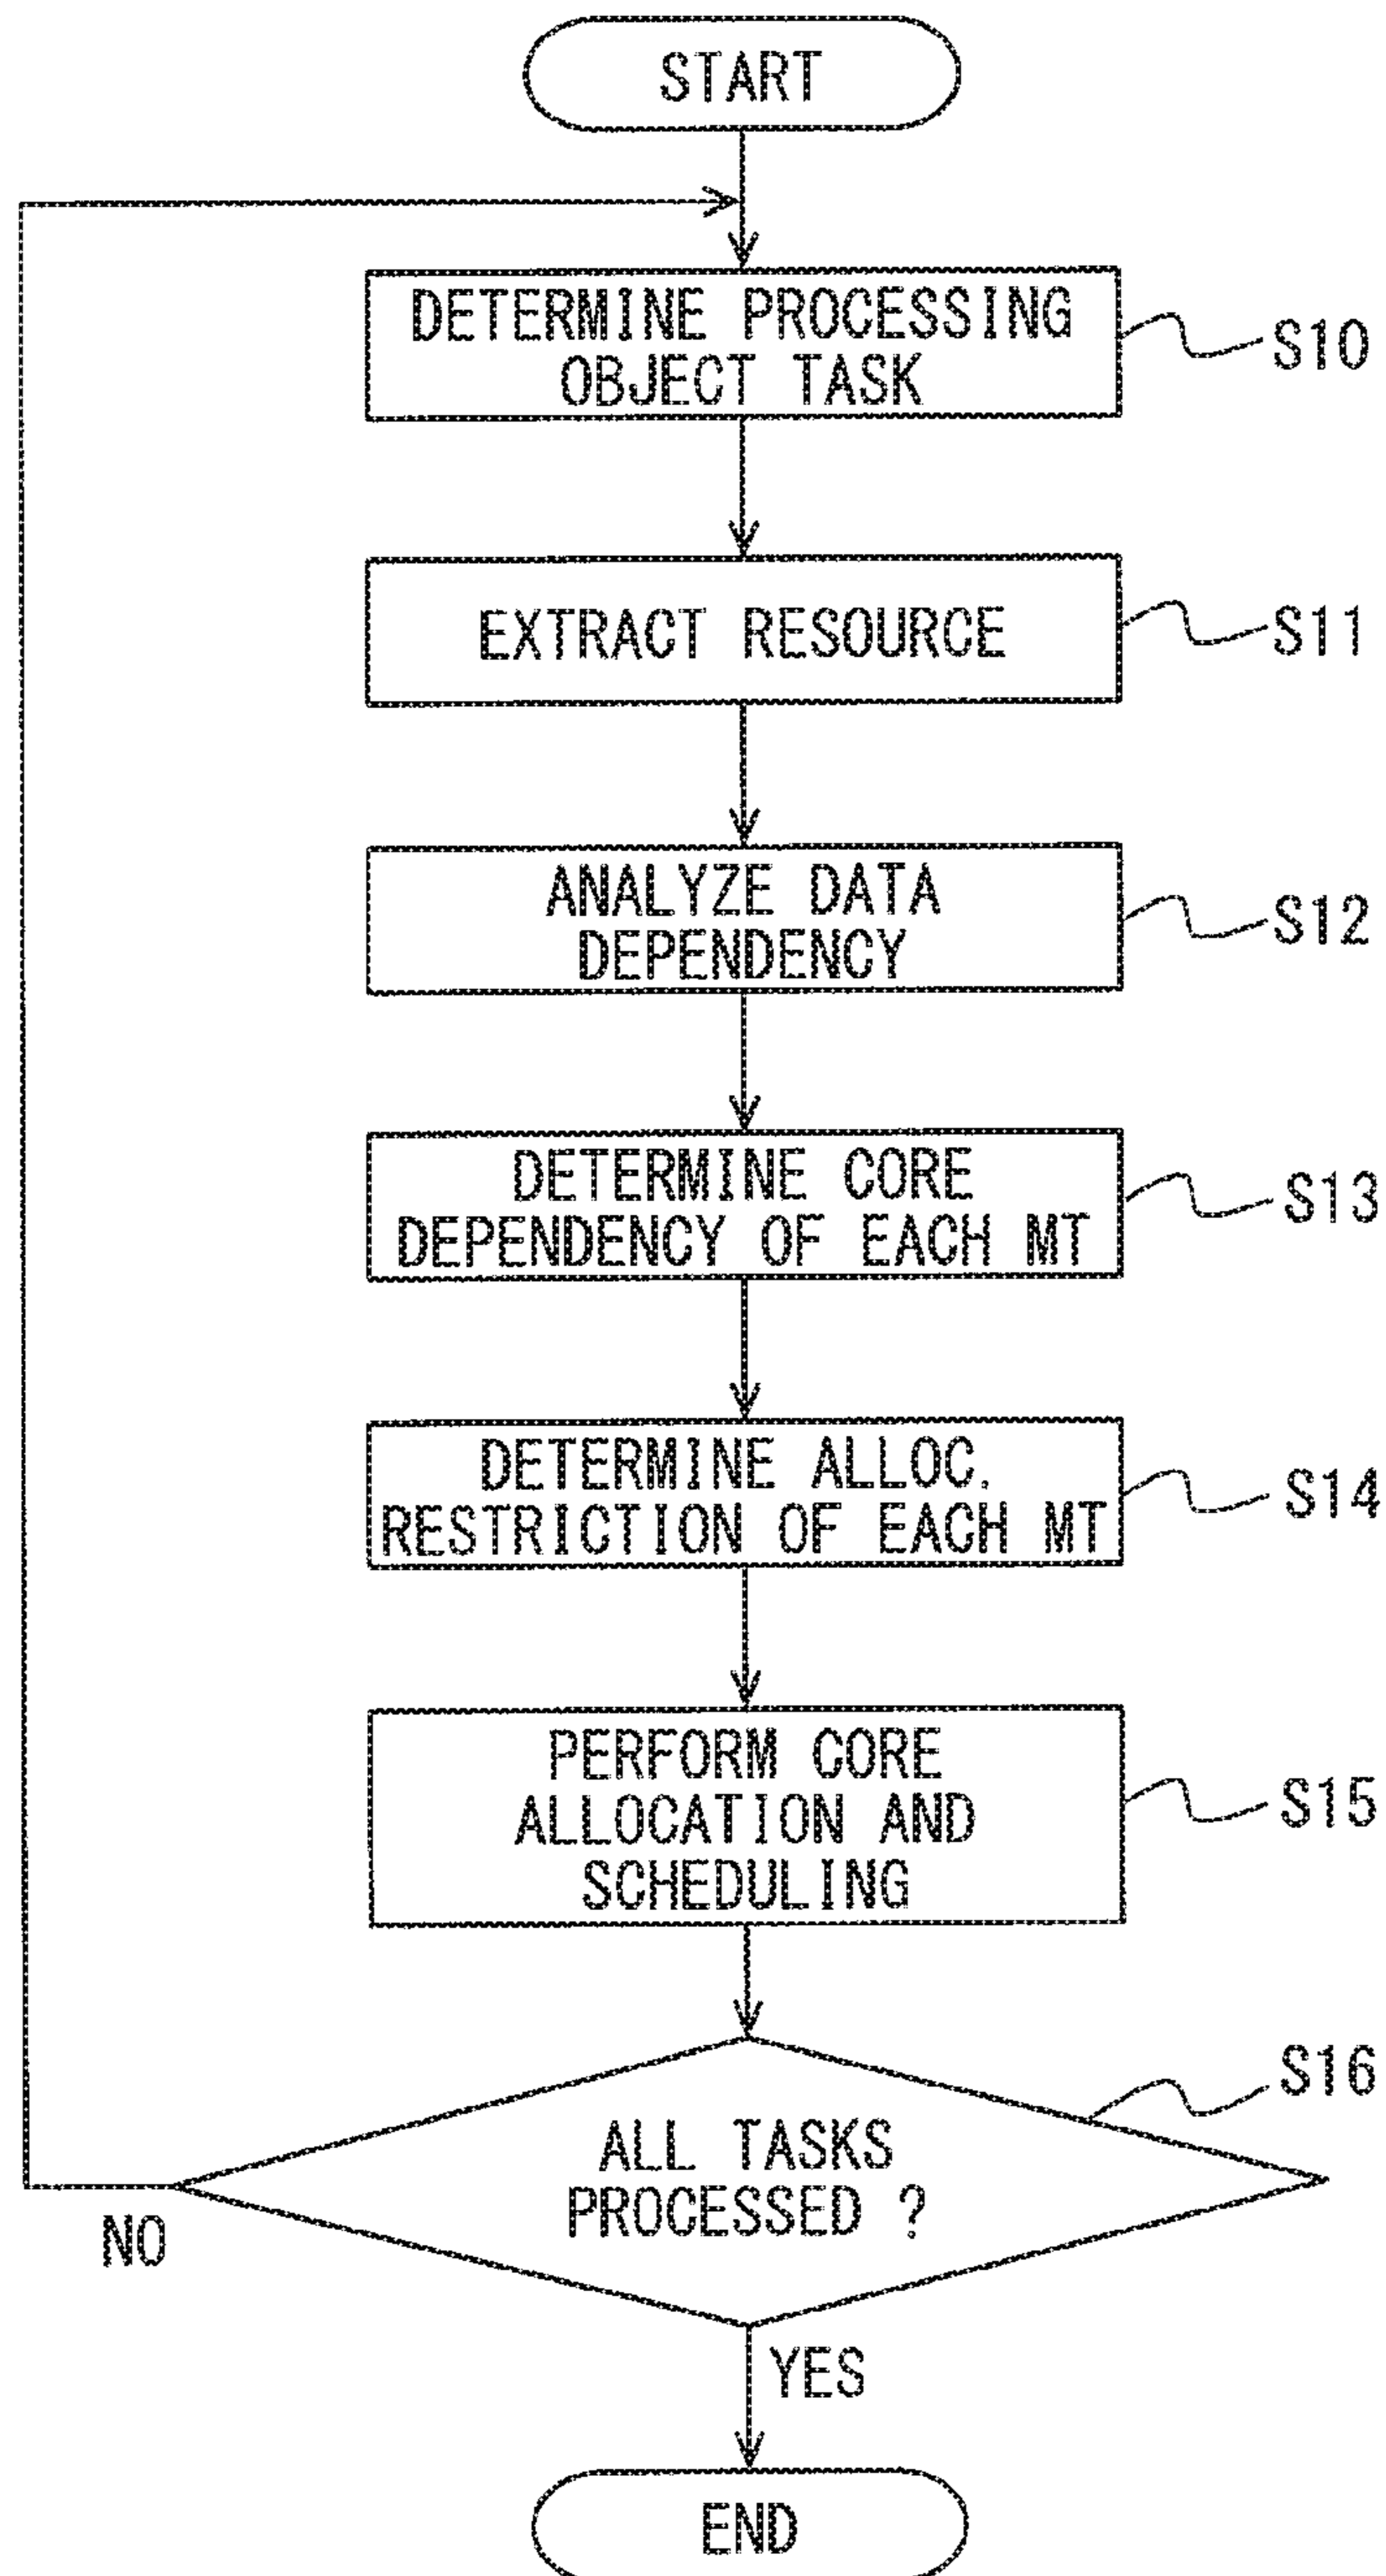 START
DETERMINE PROCESSING
OBJECT TASK
S10
EXTRACT RESOURCE
S11
ANALYZE DATA
DEPENDENCY
S12
DETERMINE CORE
DEPENDENCY OF EACH MT
S13
DETERMINE ALLOC.
RESTRICTION OF EACH MT
S14
PERFORM CORE
ALLOCATION AND
SCHEDULING
S15
S16
ALL TASKS
PROCESSED ?
NO
YES
END